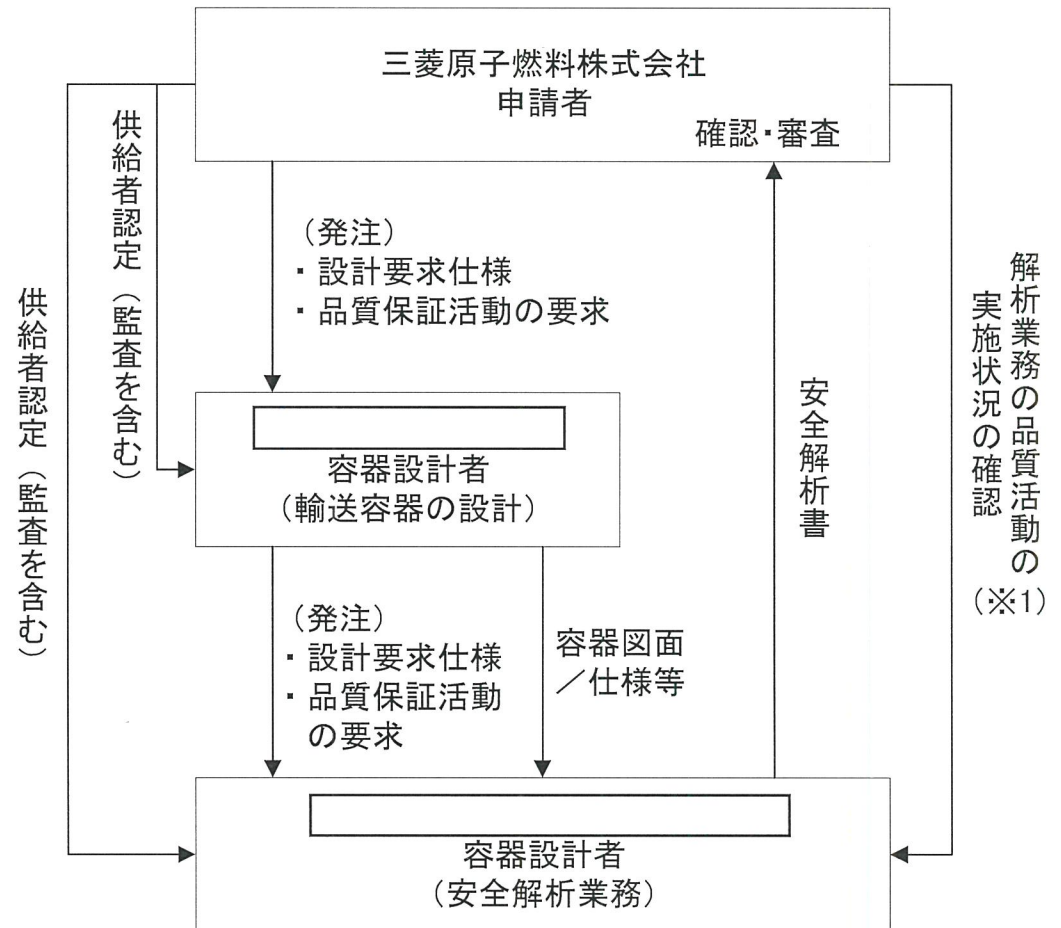 三菱原子燃料株式会社
申請者
確認・審査
供給者認定（監査を含む）
供給者認定（監査を含む）
（発注）
・設計要求仕様
・品質保証活動の要求
容器設計者
（輸送容器の設計）
安全解析書
解析業務の品質活動の
実施状況の確認
（※1）
（発注）
・設計要求仕様
・品質保証活動
の要求
容器図面
／仕様等
容器設計者
（安全解析業務）